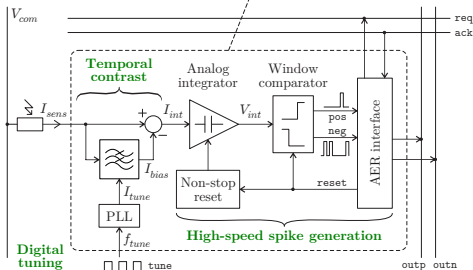 V_com
req
ack
Temporal
contrast
Analog
integrator
Window
comparator
I_sens
+
−
I_int
V_int
pos
neg
AER interface
I_bias
Non-stop
reset
reset
I_tune
PLL
f_tune
High-speed spike generation
Digital
tuning
tune
outp
outn